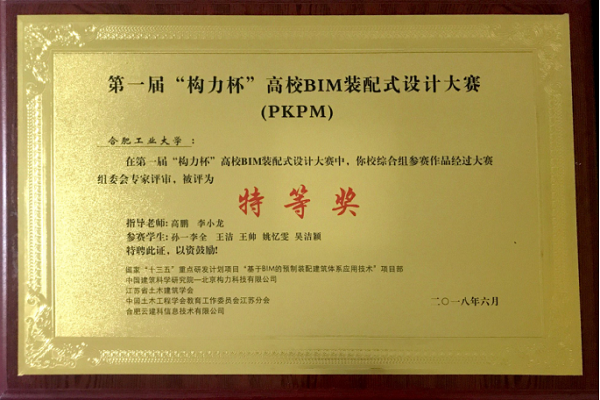 第一届“构力杯”高校BIM装配式设计大赛
(PKPM)
合肥工业大学：
在第一届“构力杯”高校BIM装配式设计大赛中，你校综合组参赛作品经过大赛
组委会专家评审，被评为
特等奖
指导老师：高鹏 李小龙
参赛学生：孙一李全 王洁 王帅 姚忆雯 吴洁颖
特聘此证，以资鼓励！
国家“十三五”重点研发计划项目“基于BIM的预制装配建筑体系应用技术”项目部
中国建筑科学研究院—北京构力科技有限公司
江苏省土木建筑学会
中国土木工程学会教育工作委员会江苏分会
合肥云建科信息技术有限公司
二〇一八年六月